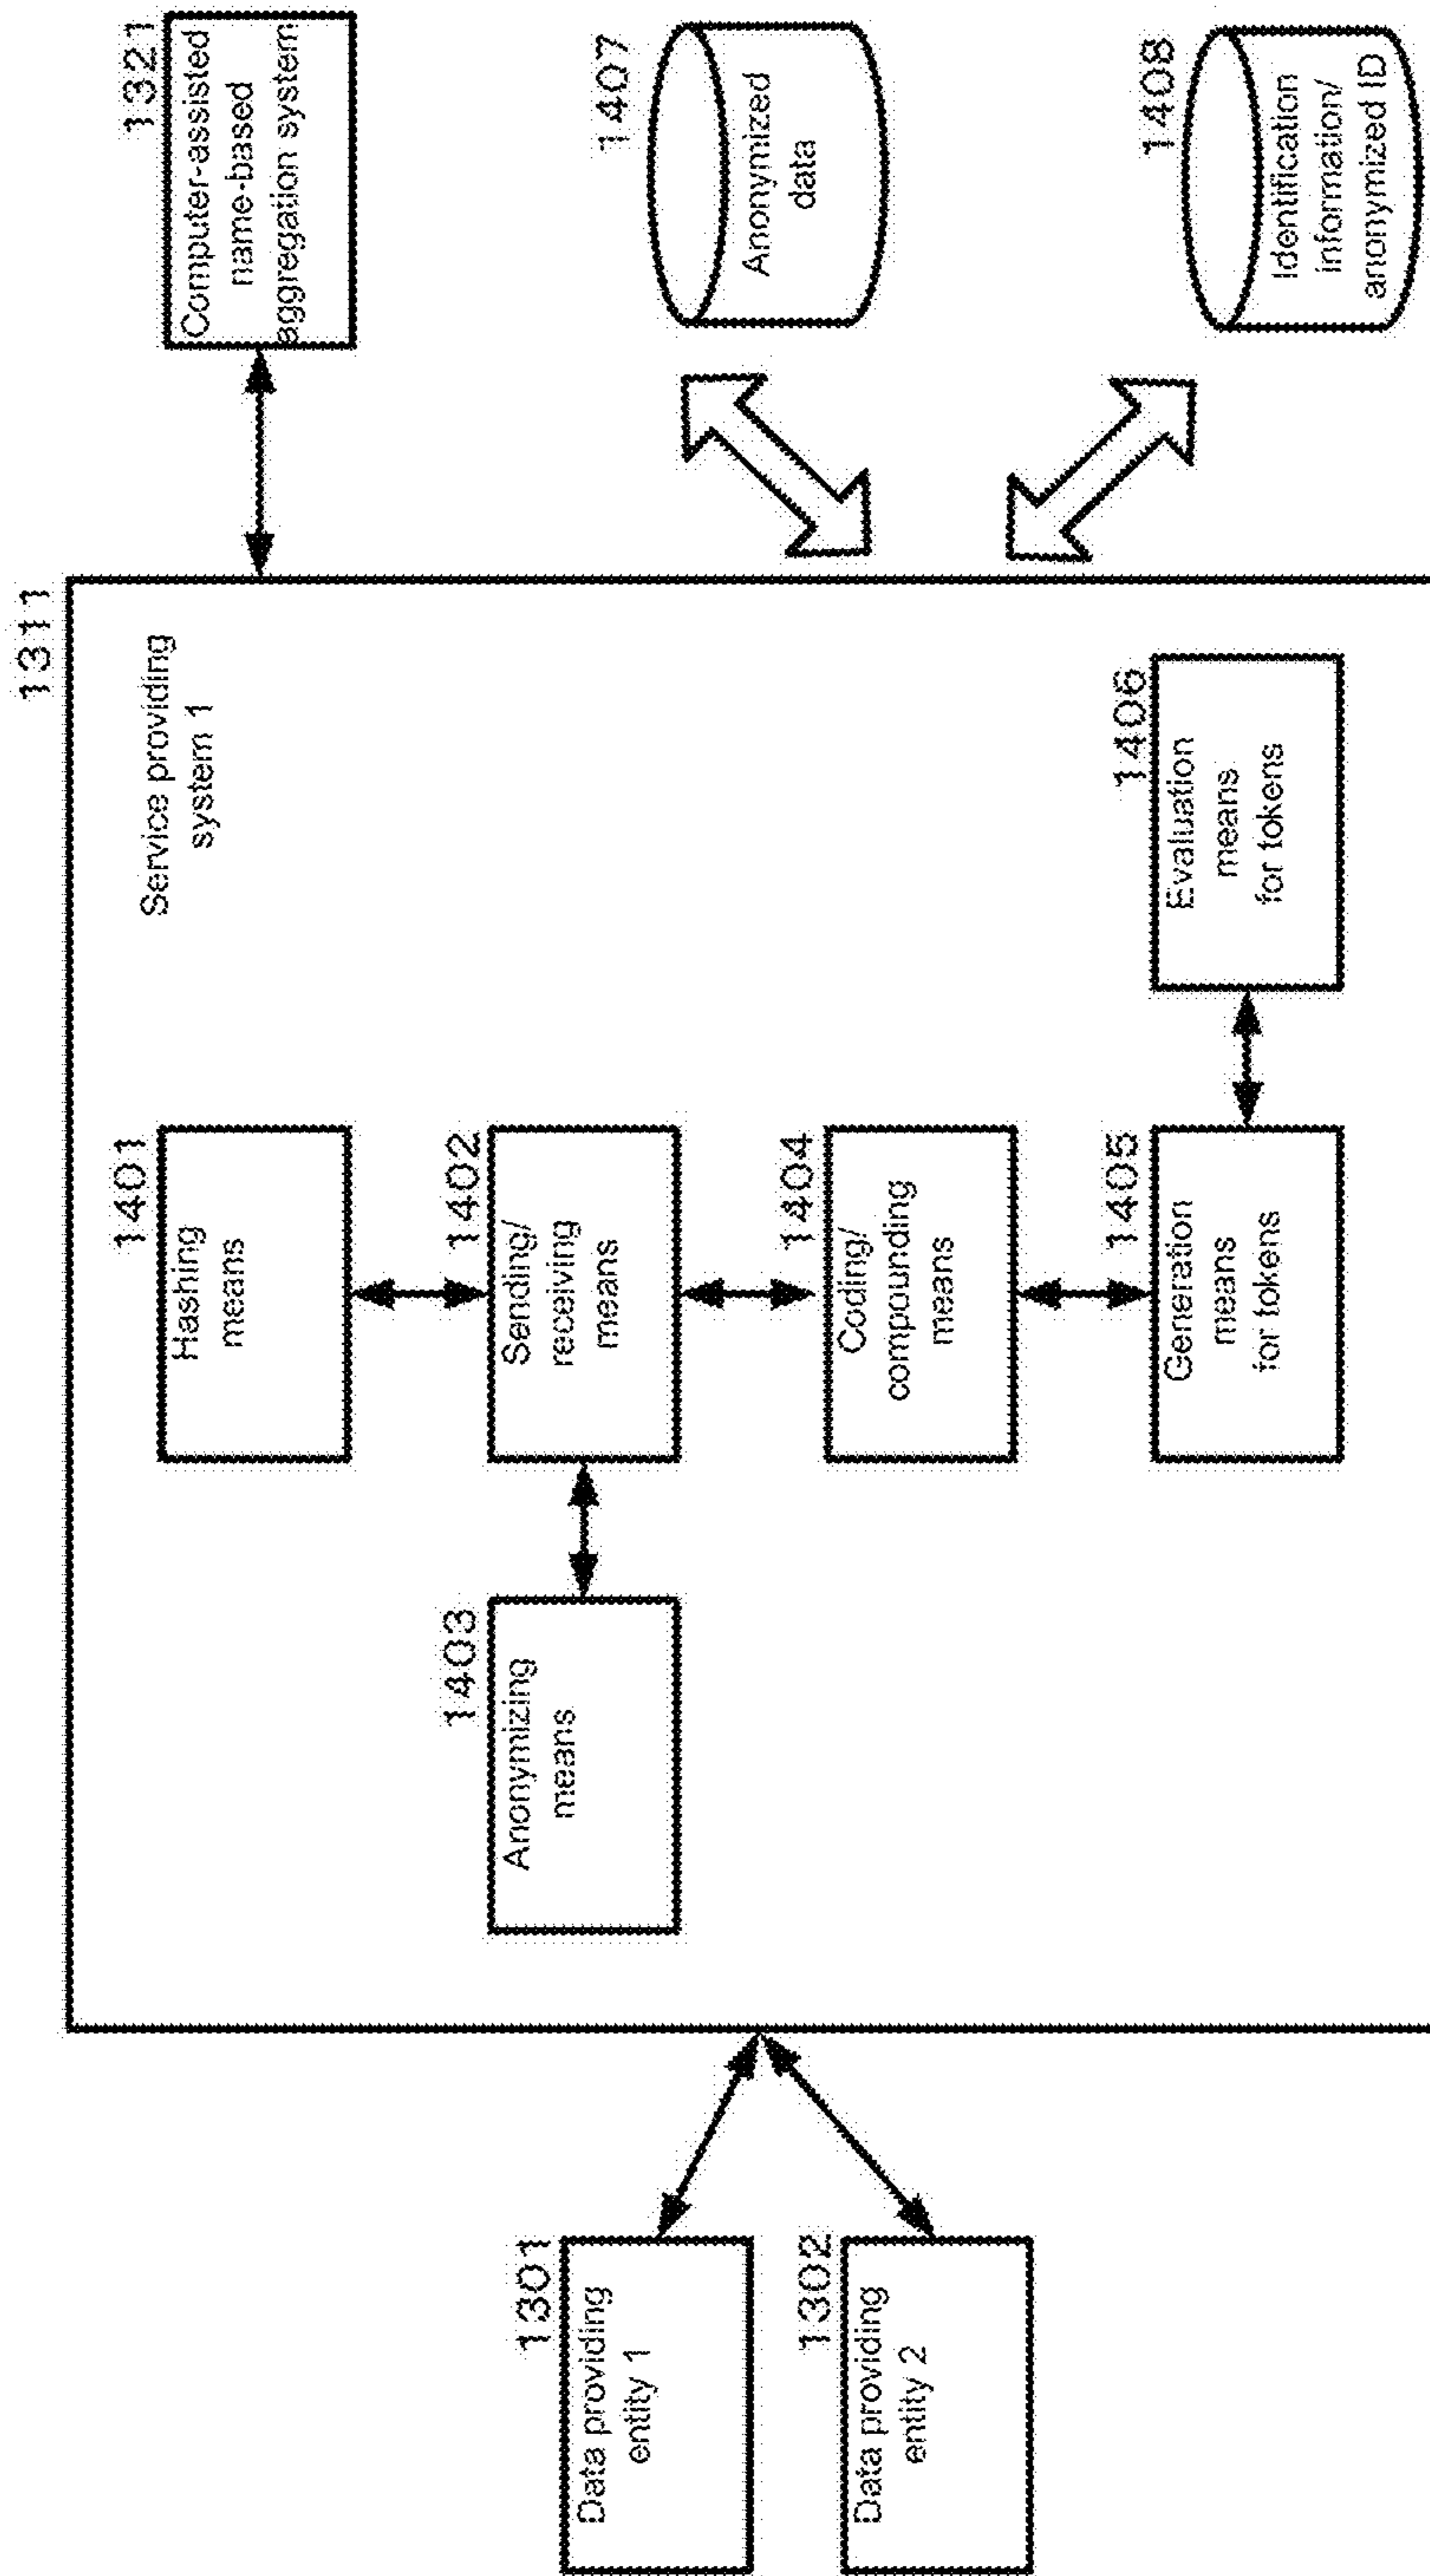 1311
Service providing
system 1
1301
Data providing
entity 1
1302
Data providing
entity 2
1403
Anonymizing
means
1401
Hashing
means
1402
Sending/
receiving
means
1404
Coding/
compounding
means
1405
Generation
means
for tokens
1406
Evaluation
means
for tokens
1321
Computer-assisted
name-based
aggregation system
1407
Anonymized
data
1408
Identification
information/
anonymized ID